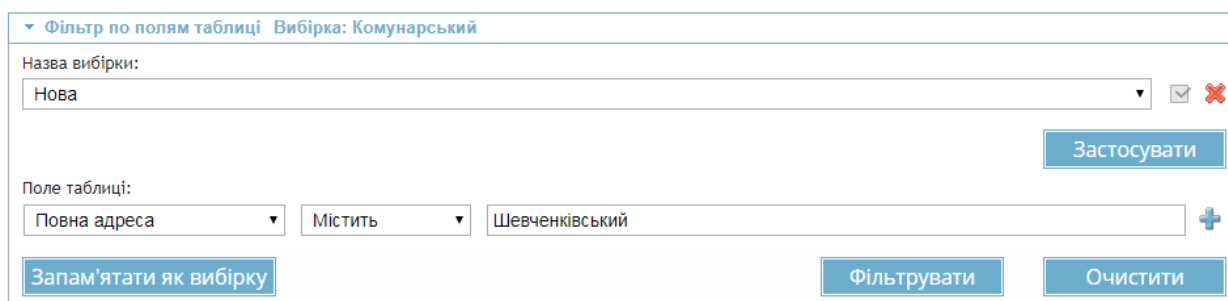 Фільтр по полям таблиці Вибірка: Комунарський
Назва вибірки:
Нова
Застосувати
Поле таблиці:
Повна адреса Містить Шевченківський
Запам'ятати як вибірку Фільтрувати Очистити